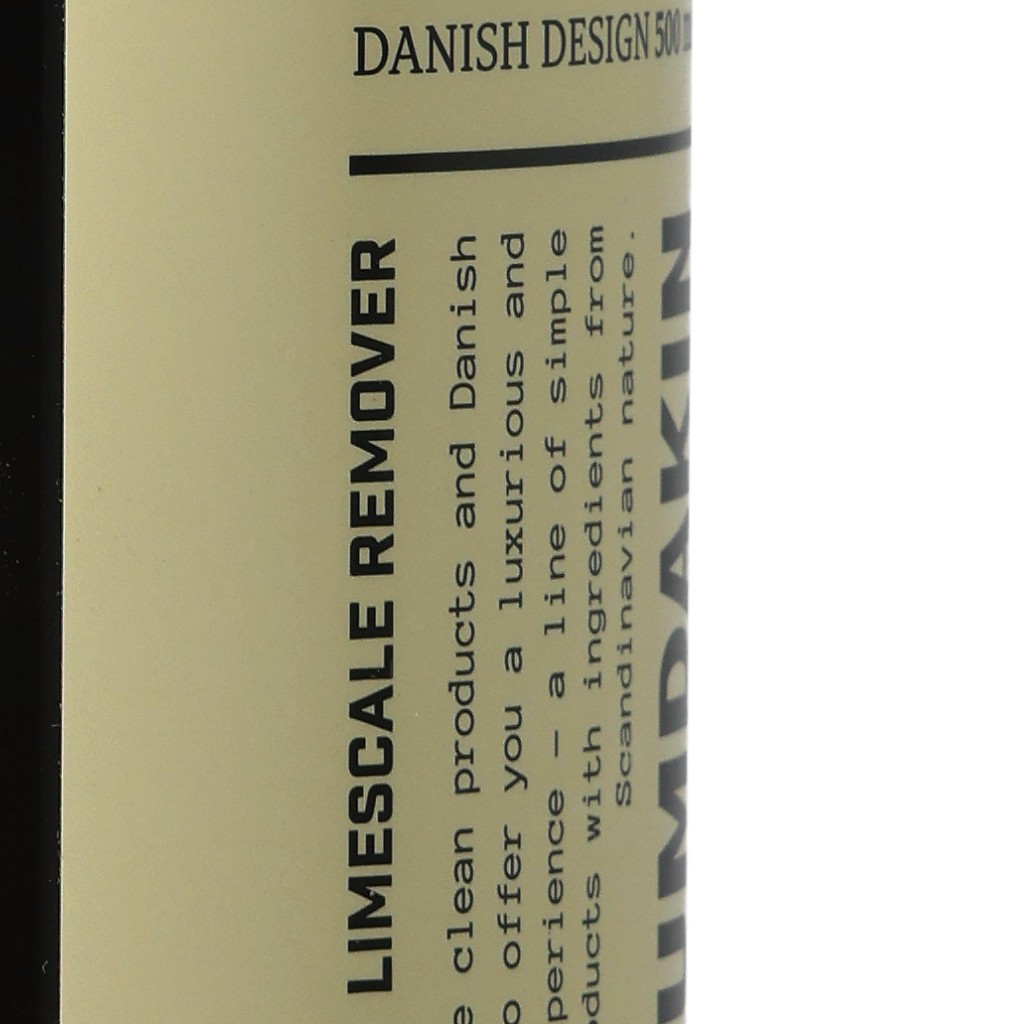 DANISH DESIGN 500
LIMESCALE REMOVER
clean products and Danish
offer you a luxurious and
perience – a line of simple
oducts with ingredients from
Scandinavian nature.